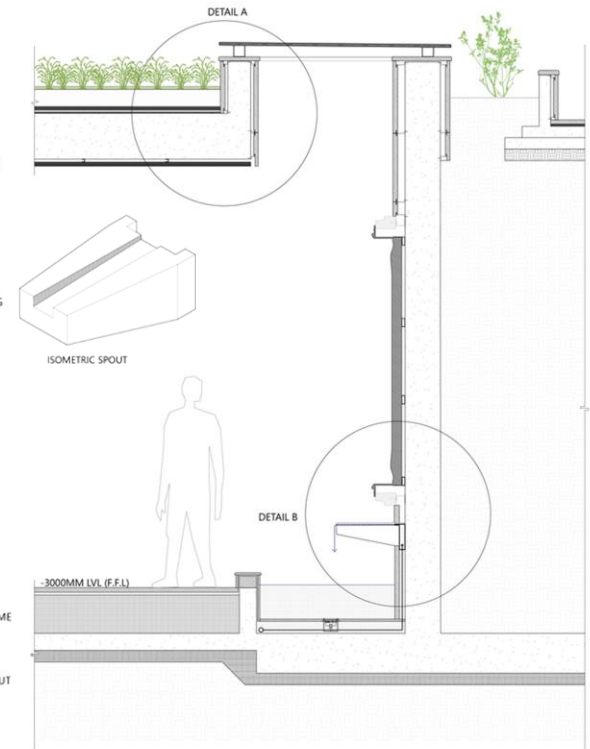 DETAIL A
ISOMETRIC SPOUT
DETAIL B
-3000MM LVL (F.F.L)